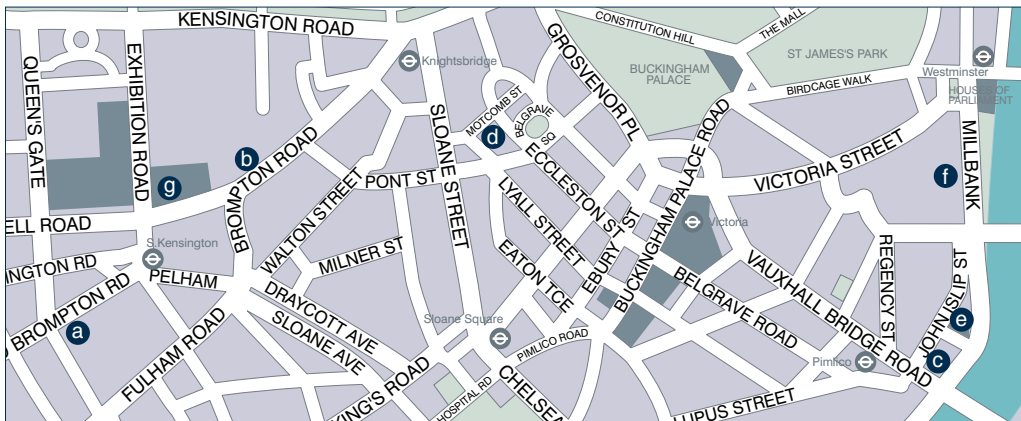 KENSINGTON ROAD
CONSTITUTION HILL
THE MALL
GROSVENOR PL
ST JAMES'S PARK
QUEEN'S GATE
EXHIBITION ROAD
Knightsbridge
BUCKINGHAM
PALACE
Westminster
BIRDCAGE WALK
HOUSES OF
PARLIAMENT
MOTCOMB ST
BELGRAVE
SQ
SLOANE STREET
d
b
BROMPTON ROAD
ECCLESTON ST
BUCKINGHAM PALACE ROAD
VICTORIA STREET
MILLBANK
f
g
PONT ST
LYALL STREET
WALTON STREET
BROMPTON ROAD
ELL ROAD
EBURY ST
Victoria
S.Kensington
MILNER ST
EATON TCE
REGENCY ST
JOHN ISLIP ST
INGTON RD
PELHAM
BELGRAVE ROAD
VAUXHALL BRIDGE ROAD
D BROMPTON RD
DRAYCOTT AVE
SLOANE AVE
FULHAM ROAD
a
e
Sloane Square
PIMLICO ROAD
Pimlico
c
KING'S ROAD
HOSPITAL RD
CHELSEA
LUPUS STREET